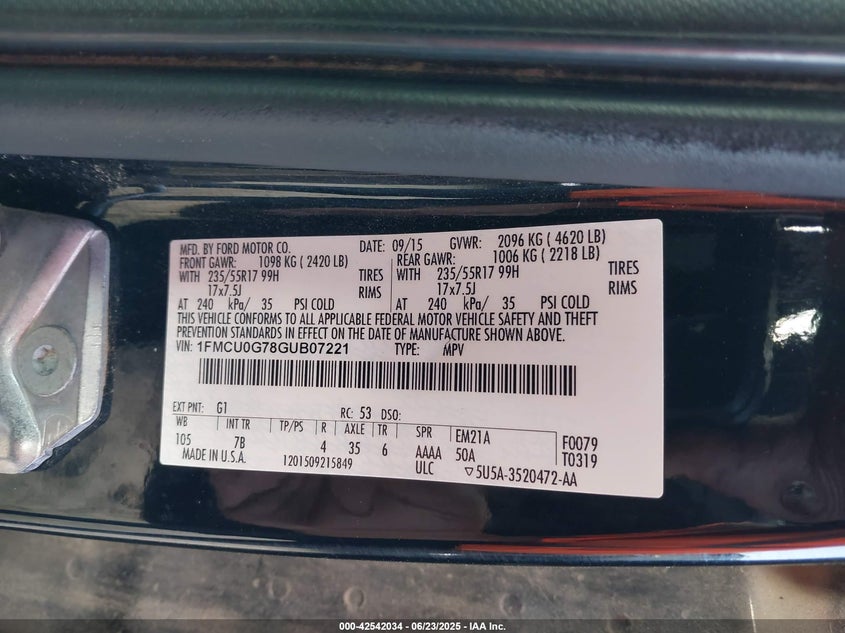 MFD. BY FORD MOTOR CO. DATE: 09/15 GVWR: 2096 KG ( 4620 LB)
FRONT GAWR: 1098 KG ( 2420 LB) REAR GAWR: 1006 KG ( 2218 LB)
WITH 235/55R17 99H TIRES WITH 235/55R17 99H TIRES
17x7.5J RIMS 17x7.5J RIMS
AT 240 kPa/ 35 PSI COLD AT 240 kPa/ 35 PSI COLD
THIS VEHICLE CONFORMS TO ALL APPLICABLE FEDERAL MOTOR VEHICLE SAFETY AND THEFT
PREVENTION STANDARDS IN EFFECT ON THE DATE OF MANUFACTURE SHOWN ABOVE.
VIN: 1FMCU0G78GUB07221 TYPE: MPV
EXT PNT: G1 RC: 53 DSO:
WB INT TR TP/PS R AXLE TR SPR EM21A F0079
105 7B 4 35 6 AAAA 50A T0319
MADE IN U.S.A. 1201509215849 ULC ▽5U5A-3520472-AA
000-42542034 | 06/23/2025 - IAA Inc.